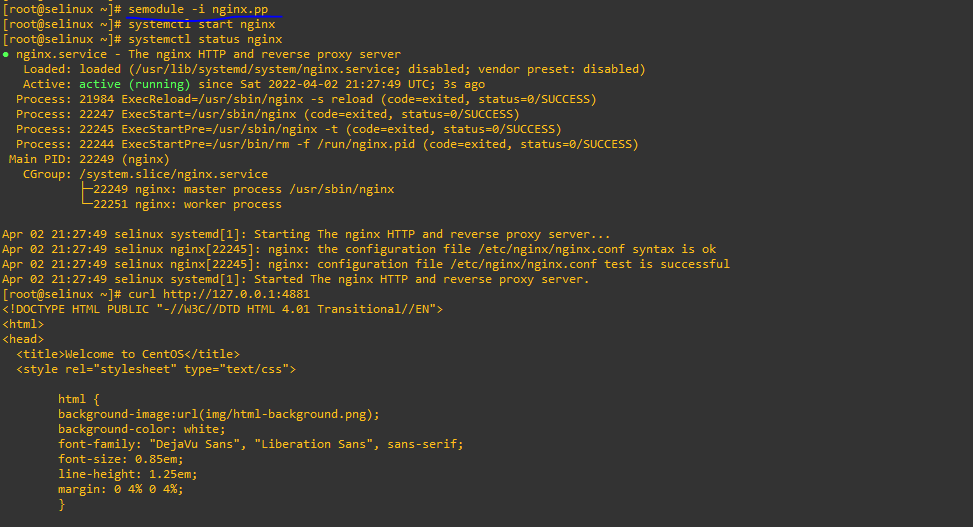 [root@selinux ~]# semodule -i nginx.pp
[root@selinux ~]# systemctl start nginx
[root@selinux ~]# systemctl status nginx
● nginx.service - The nginx HTTP and reverse proxy server
   Loaded: loaded (/usr/lib/systemd/system/nginx.service; disabled; vendor preset: disabled)
   Active: active (running) since Sat 2022-04-02 21:27:49 UTC; 3s ago
  Process: 21984 ExecReload=/usr/sbin/nginx -s reload (code=exited, status=0/SUCCESS)
  Process: 22247 ExecStart=/usr/sbin/nginx (code=exited, status=0/SUCCESS)
  Process: 22245 ExecStartPre=/usr/sbin/nginx -t (code=exited, status=0/SUCCESS)
  Process: 22244 ExecStartPre=/usr/bin/rm -f /run/nginx.pid (code=exited, status=0/SUCCESS)
 Main PID: 22249 (nginx)
   CGroup: /system.slice/nginx.service
           ├─22249 nginx: master process /usr/sbin/nginx
           └─22251 nginx: worker process

Apr 02 21:27:49 selinux systemd[1]: Starting The nginx HTTP and reverse proxy server...
Apr 02 21:27:49 selinux nginx[22245]: nginx: the configuration file /etc/nginx/nginx.conf syntax is ok
Apr 02 21:27:49 selinux nginx[22245]: nginx: configuration file /etc/nginx/nginx.conf test is successful
Apr 02 21:27:49 selinux systemd[1]: Started The nginx HTTP and reverse proxy server.
[root@selinux ~]# curl http://127.0.0.1:4881
<!DOCTYPE HTML PUBLIC "-//W3C//DTD HTML 4.01 Transitional//EN">
<html>
<head>
  <title>Welcome to CentOS</title>
  <style rel="stylesheet" type="text/css">

        html {
        background-image:url(img/html-background.png);
        background-color: white;
        font-family: "DejaVu Sans", "Liberation Sans", sans-serif;
        font-size: 0.85em;
        line-height: 1.25em;
        margin: 0 4% 0 4%;
        }